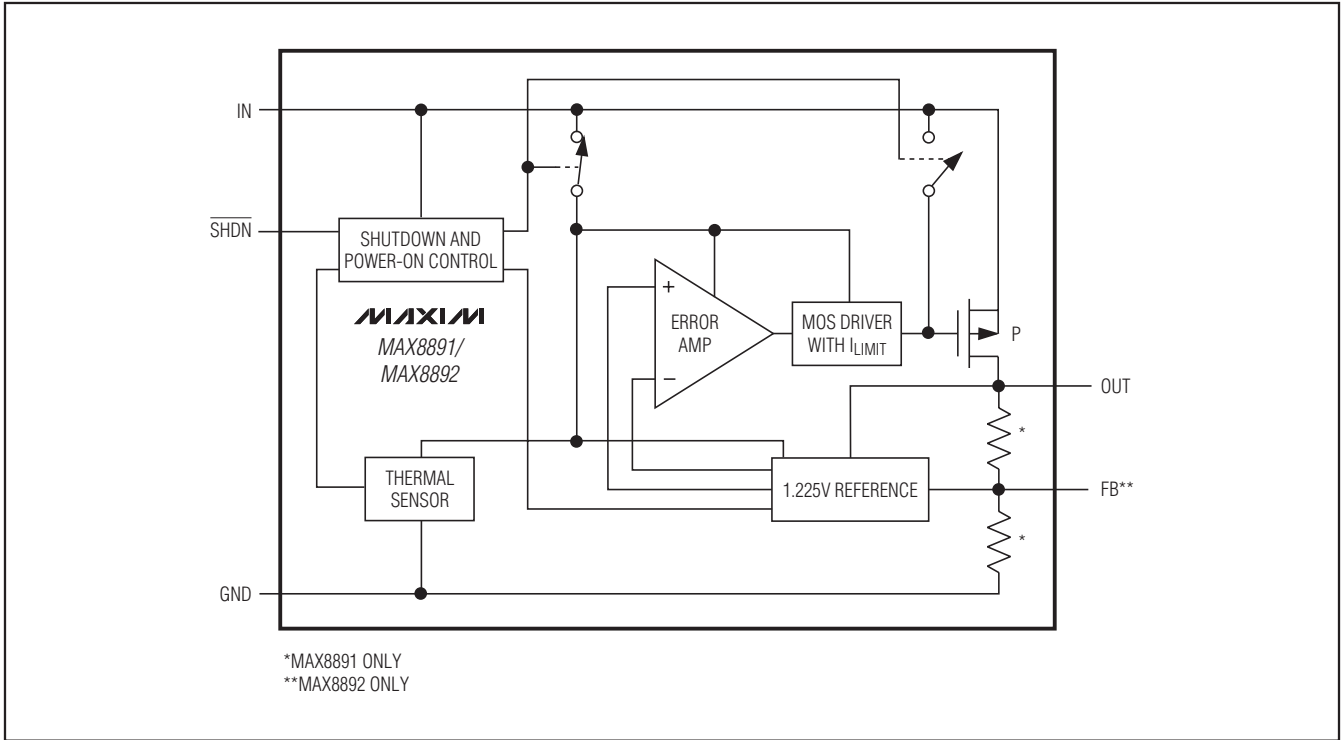 IN
SHDN
SHUTDOWN AND
POWER-ON CONTROL
MAXIM
MAX8891/
MAX8892
+
ERROR
AMP
−
MOS DRIVER
WITH ILIMIT
P
OUT
*
THERMAL
SENSOR
1.225V REFERENCE
FB**
*
GND
*MAX8891 ONLY
**MAX8892 ONLY